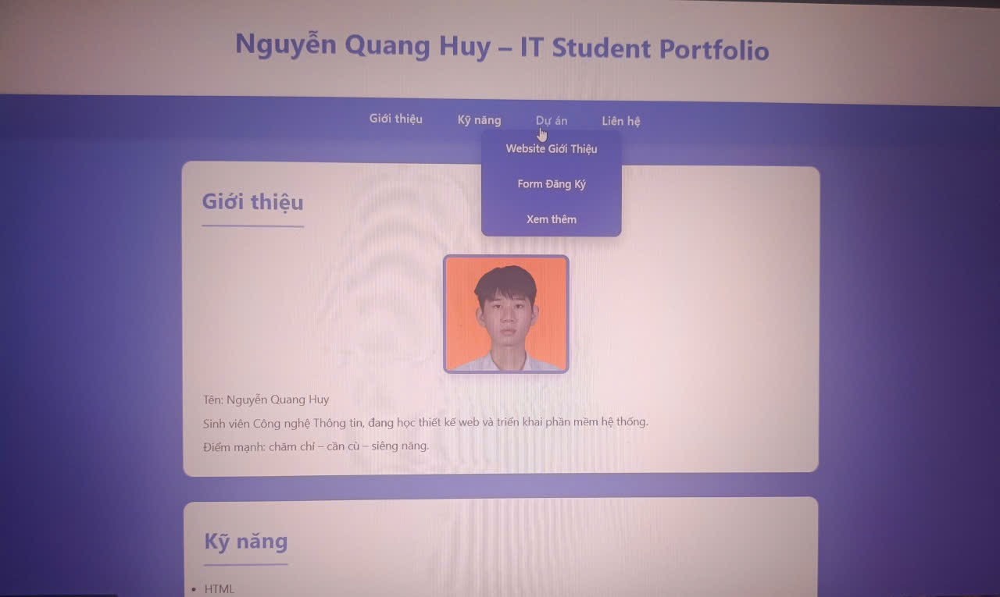 Nguyễn Quang Huy – IT Student Portfolio
Giới thiệu Kỹ năng Dự án Liên hệ
Website Giới Thiệu
Form Đăng Ký
Xem thêm
Giới thiệu
Tên: Nguyễn Quang Huy
Sinh viên Công nghệ Thông tin, đang học thiết kế web và triển khai phần mềm hệ thống.
Điểm mạnh: chăm chỉ – cần cù – siêng năng.
Kỹ năng
• HTML